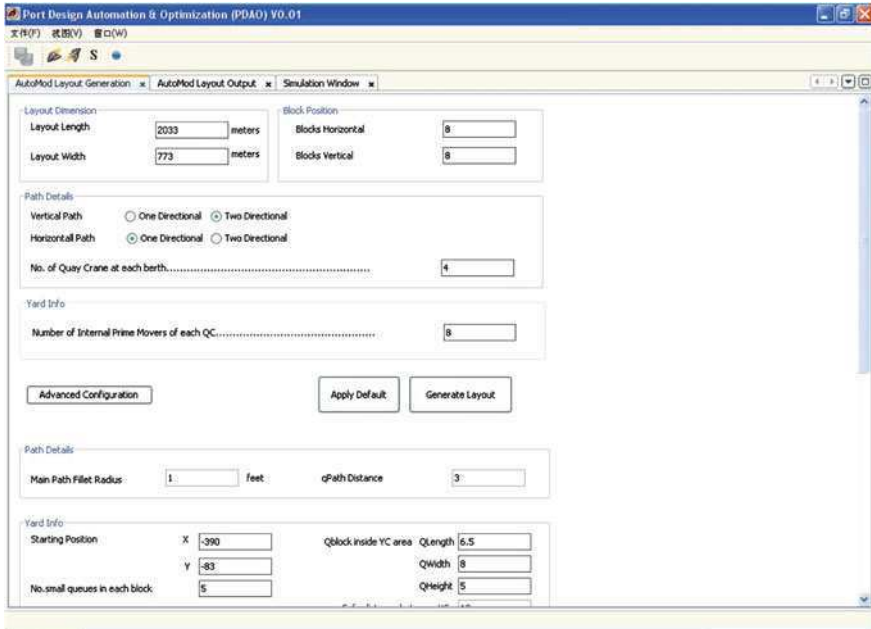 Port Design Automation & Optimization (PDAO) V0.01
文件(F) 视图(V) 窗口(W)
S
AutoMod Layout Generation x AutoMod Layout Output x Simulation Window x
Layout Dimension Block Position
Layout Length 2033 meters Blocks Horizontal 8
Layout Width 773 meters Blocks Vertical 8
Path Details
Vertical Path One Directional Two Directional
Horizontall Path One Directional Two Directional
No. of Quay Crane at each berth............................................................... 4
Yard Info
Number of Internal Prime Movers of each QC................................................. 8
Advanced Configuration Apply Default Generate Layout
Path Details
Main Path Fillet Radius 1 feet qPath Distance 3
Yard Info
Starting Position X -390 Qblock inside YC area QLength 6.5
Y -83 QWidth 8
No.small queues in each block 5 QHeight 5